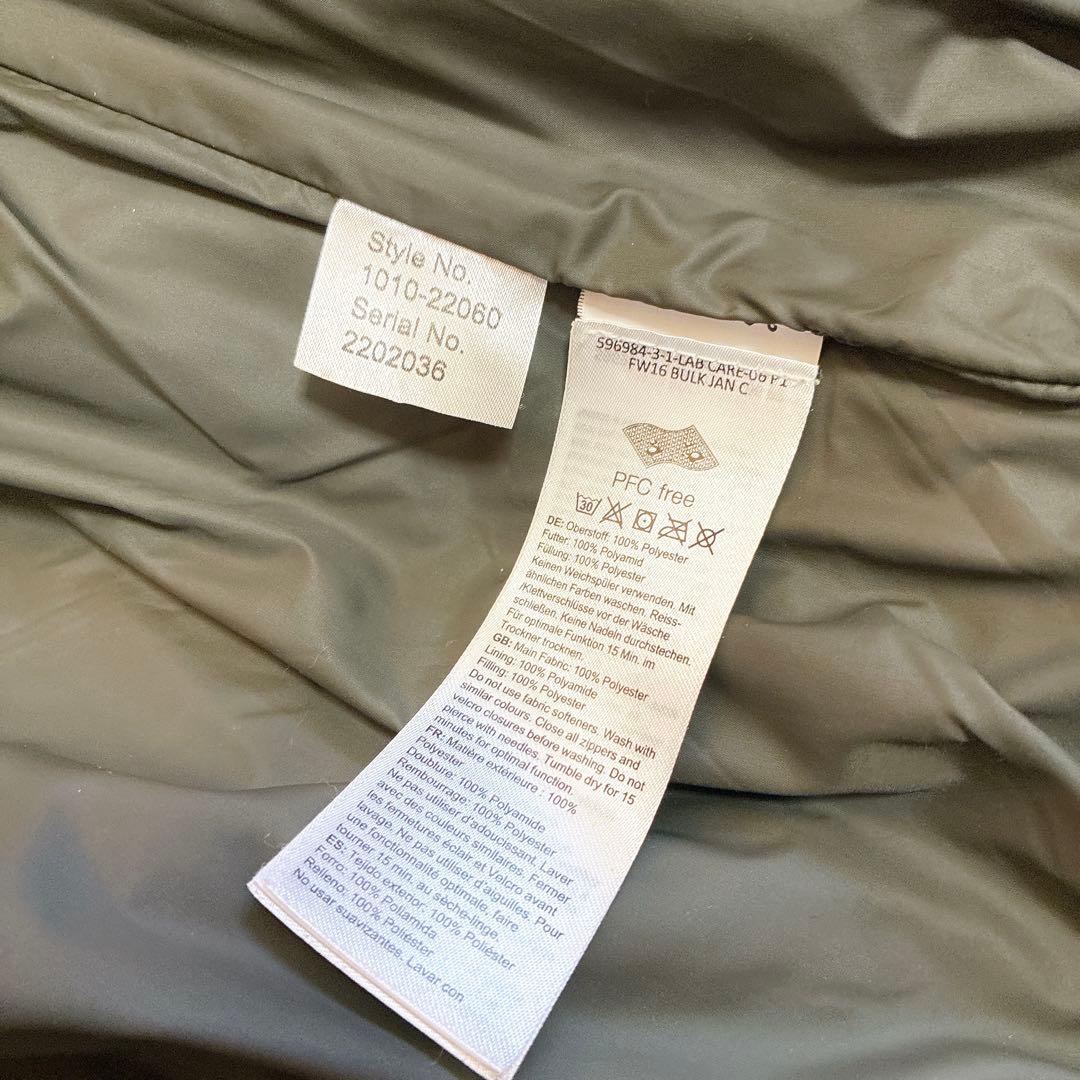 Style No.
1010-22060
Serial No.
2202036
596984-3-1-LAB CARE-06 P1
FW16 BULK JAN C
PFC free
30
DE: Oberstoff: 100% Polyester
Futter: 100% Polyamid
Füllung: 100% Polyester
Keinen Weichspüler verwenden. Mit
ähnlichen Farben waschen. Reiss-
/Klettverschlüsse vor der Wäsche
schließen. Keine Nadeln durchstechen.
Für optimale Funktion 15 Min. im
Trockner trocknen.
GB: Main Fabric: 100% Polyester
Lining: 100% Polyamide
Filling: 100% Polyester
Do not use fabric softeners. Wash with
similar colours. Close all zippers and
velcro closures before washing. Do not
pierce with needles. Tumble dry for 15
minutes for optimal function.
FR: Matière extérieure : 100%
Polyester
Doublure: 100% Polyamide
Rembourrage: 100% Polyester
Ne pas utiliser d'adoucissant. Laver
avec des couleurs similaires. Fermer
les fermetures éclair et Velcro avant
lavage. Ne pas utiliser d'aiguilles. Pour
une fonctionnalité optimale, faire
tourner 15 min. au sèche-linge.
ES: Tejido exterior: 100% Poliéster
Forro: 100% Poliamida
Relleno: 100% Poliéster
No usar suavizantes. Lavar con